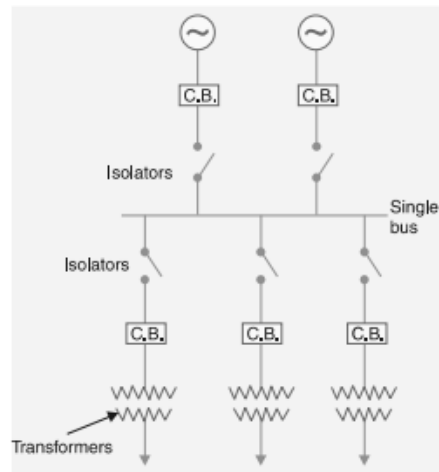 C.B.
C.B.
Isolators
Single
bus
Isolators
C.B.
C.B.
C.B.
Transformers